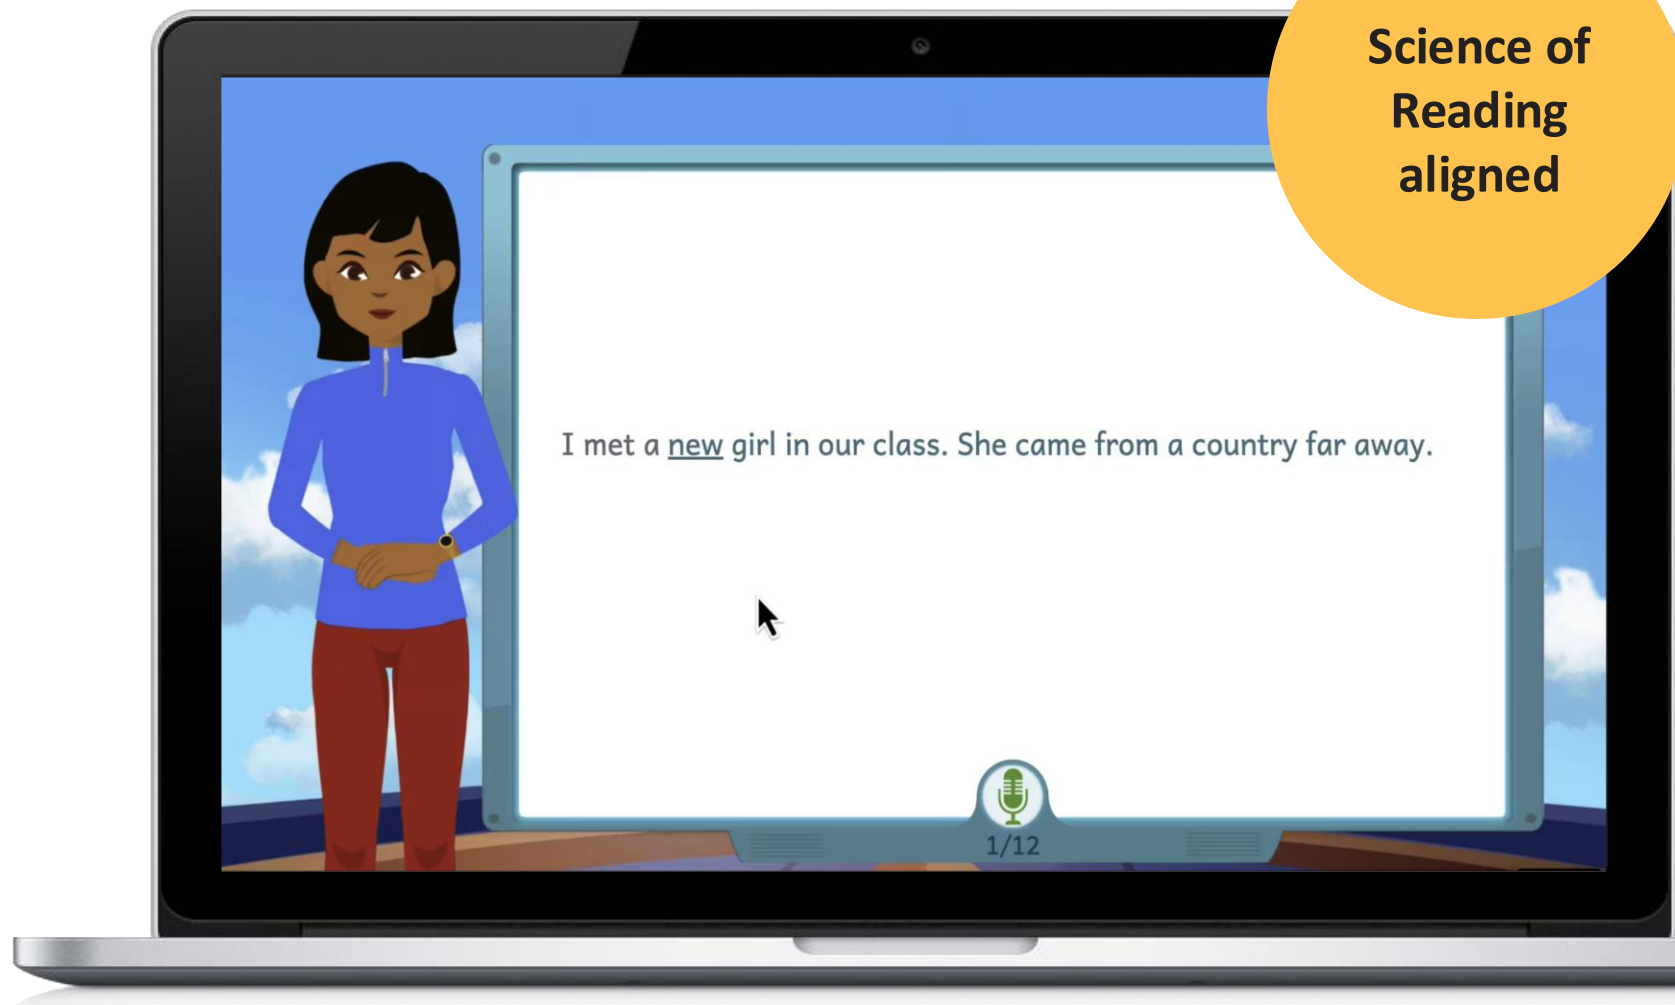 Science of
Reading
aligned
I met a new girl in our class. She came from a country far away.
1/12